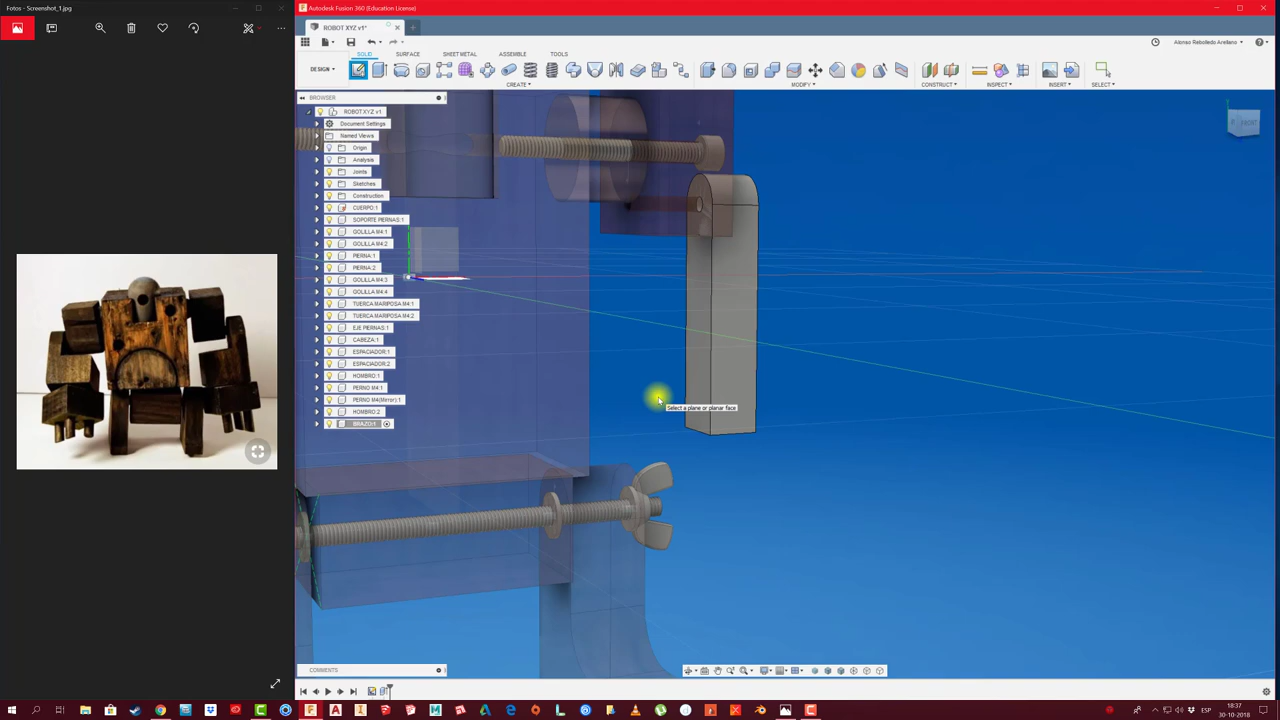 Fotos - Screenshot_1.jpg
Autodesk Fusion 360 (Education License)
ROBOT XYZ v1*
Alonso Rebolledo Arellano
SOLID SURFACE SHEET METAL ASSEMBLE TOOLS
DESIGN
CREATE MODIFY CONSTRUCT INSPECT INSERT SELECT
BROWSER
ROBOT XYZ v1
Document Settings
Named Views
Origin
Analysis
Joints
Sketches
Construction
CUERPO:1
SOPORTE PIERNAS:1
GOLILLA M4:1
GOLILLA M4:2
PIERNA:1
PIERNA:2
GOLILLA M4:3
GOLILLA M4:4
TUERCA MARIPOSA M4:1
TUERCA MARIPOSA M4:2
EJE PIERNAS:1
CABEZA:1
ESPACIADOR:1
ESPACIADOR:2
HOMBRO:1
PERNO M4:1
PERNO M4(Mirror):1
HOMBRO:2
BRAZO:1
FRONT
Select a plane or planar face
COMMENTS
ESP
18:37
30-10-2018